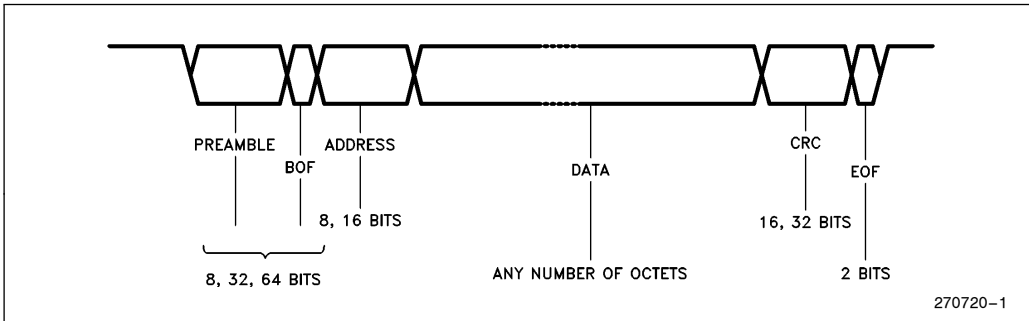 PREAMBLE
BOF
ADDRESS
DATA
CRC
EOF
8, 16 BITS
16, 32 BITS
8, 32, 64 BITS
ANY NUMBER OF OCTETS
2 BITS
270720-1